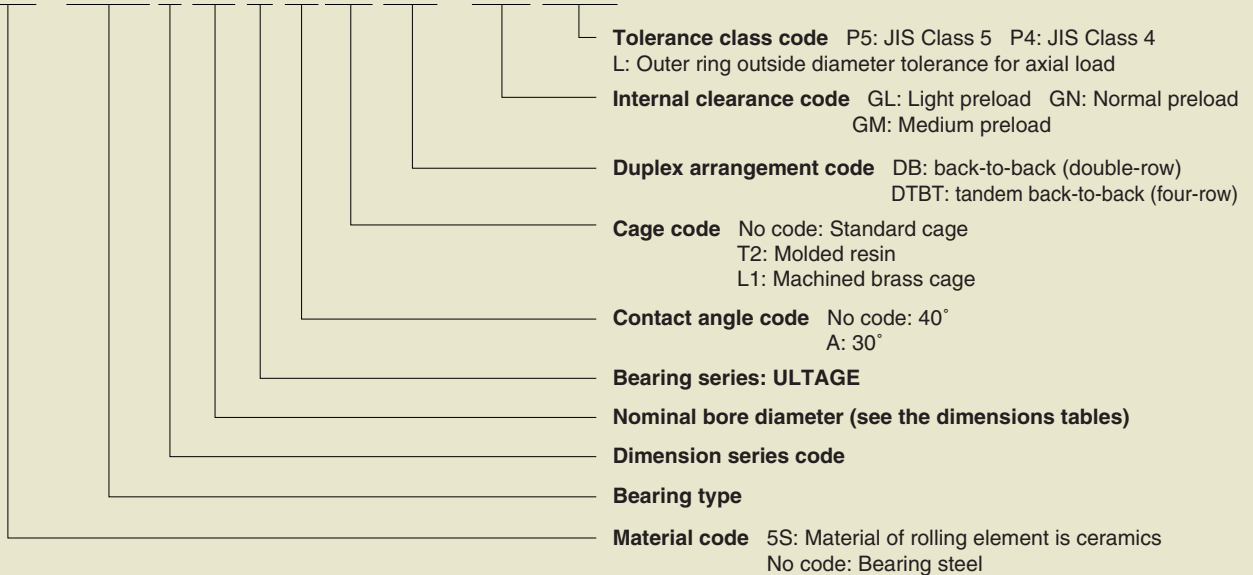 Tolerance class code P5: JIS Class 5 P4: JIS Class 4
L: Outer ring outside diameter tolerance for axial load
Internal clearance code GL: Light preload GN: Normal preload
GM: Medium preload
Duplex arrangement code DB: back-to-back (double-row)
DTBT: tandem back-to-back (four-row)
Cage code No code: Standard cage
T2: Molded resin
L1: Machined brass cage
Contact angle code No code: 40˚
A: 30˚
Bearing series: ULTAGE
Nominal bore diameter (see the dimensions tables)
Dimension series code
Bearing type
Material code 5S: Material of rolling element is ceramics
No code: Bearing steel